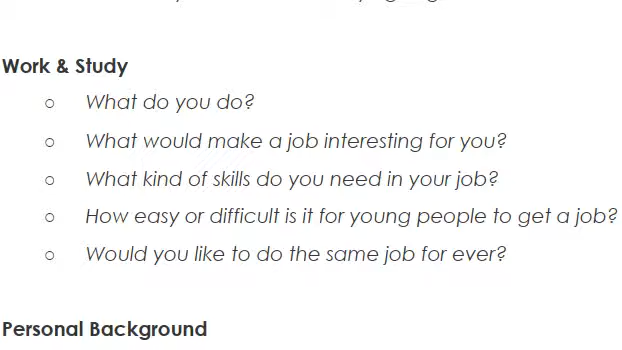 Work & Study
○ What do you do?
○ What would make a job interesting for you?
○ What kind of skills do you need in your job?
○ How easy or difficult is it for young people to get a job?
○ Would you like to do the same job for ever?
Personal Background